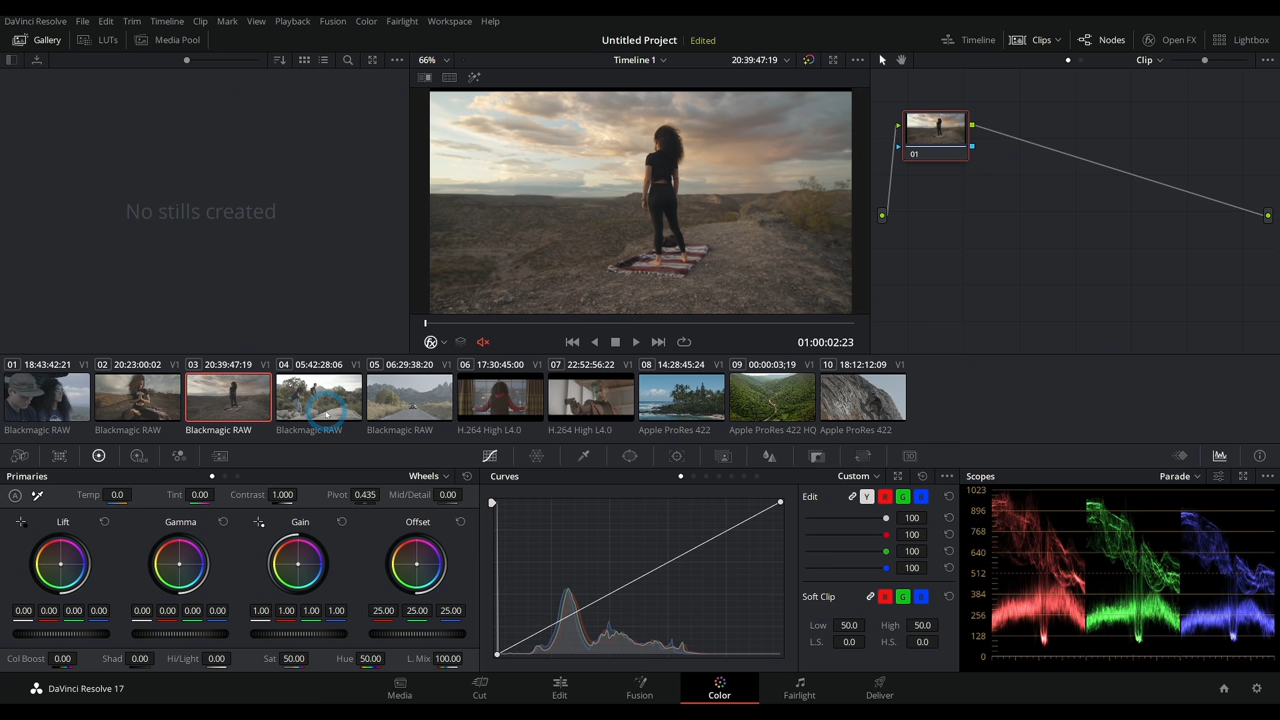 DaVinci Resolve File Edit Trim Timeline Clip Mark View Playback Fusion Color Fairlight Workspace Help
Gallery LUTs Media Pool Untitled Project Edited Timeline Clips Nodes Open FX Lightbox
66% Timeline 1 20:39:47:19 Clip
01
No stills created
01:00:02:23
01 18:43:42:21 V1 02 20:23:00:02 V1 03 20:39:47:19 V1 04 05:42:28:06 V1 05 06:29:38:20 V1 06 17:30:45:00 V1 07 22:52:56:22 V1 08 14:28:45:24 V1 09 00:00:03;19 V1 10 18:12:12:09 V1
Blackmagic RAW Blackmagic RAW Blackmagic RAW Blackmagic RAW Blackmagic RAW H.264 High L4.0 H.264 High L4.0 Apple ProRes 422 Apple ProRes 422 HQ Apple ProRes 422
Primaries Wheels Curves Custom Scopes Parade
Temp 0.0 Tint 0.00 Contrast 1.000 Pivot 0.435 Mid/Detail 0.00 Edit Y R G B 1023
896
Lift Gamma Gain Offset 100 768
100 640
100 512
100 384
Soft Clip R G B 256
0.00 0.00 0.00 0.00 0.00 0.00 0.00 0.00 1.00 1.00 1.00 1.00 25.00 25.00 25.00
Low 50.0 High 50.0 128
L.S. 0.0 H.S. 0.0 0
Col Boost 0.00 Shad 0.00 Hi/Light 0.00 Sat 50.00 Hue 50.00 L. Mix 100.00
DaVinci Resolve 17 Media Cut Edit Fusion Color Fairlight Deliver